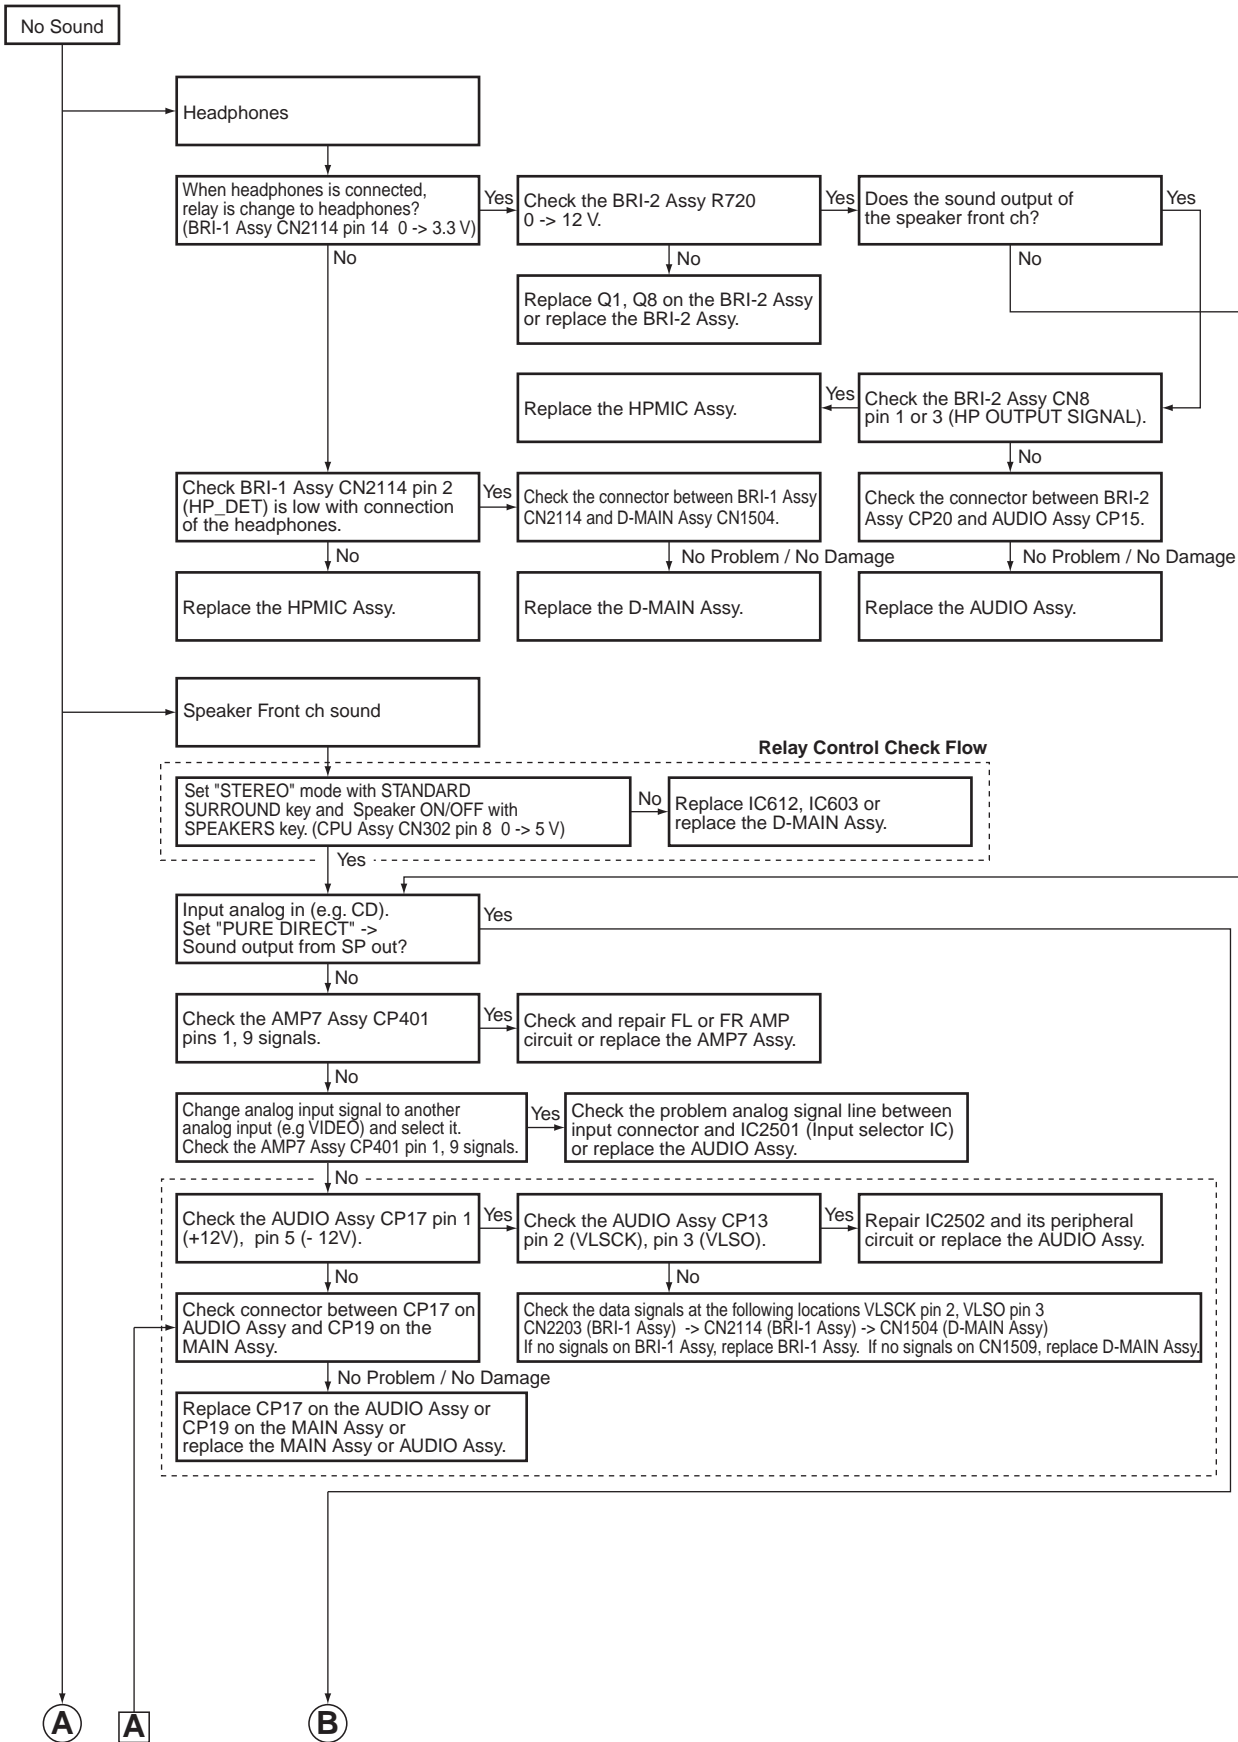 No Sound
Headphones
When headphones is connected,
relay is change to headphones?
(BRI-1 Assy CN2114 pin 14  0 -> 3.3 V)
Yes
Check the BRI-2 Assy R720
0 -> 12 V.
Yes
Does the sound output of
the speaker front ch?
Yes
No
No
No
Replace Q1, Q8 on the BRI-2 Assy
or replace the BRI-2 Assy.
Replace the HPMIC Assy.
Yes
Check the BRI-2 Assy CN8
pin 1 or 3 (HP OUTPUT SIGNAL).
No
Check BRI-1 Assy CN2114 pin 2
(HP_DET) is low with connection
of the headphones.
Yes
Check the connector between BRI-1 Assy
CN2114 and D-MAIN Assy CN1504.
Check the connector between BRI-2
Assy CP20 and AUDIO Assy CP15.
No
No Problem / No Damage
No Problem / No Damage
Replace the HPMIC Assy.
Replace the D-MAIN Assy.
Replace the AUDIO Assy.
Speaker Front ch sound
Relay Control Check Flow
Set "STEREO" mode with STANDARD
SURROUND key and  Speaker ON/OFF with
SPEAKERS key. (CPU Assy CN302 pin 8  0 -> 5 V)
No
Replace IC612, IC603 or
replace the D-MAIN Assy.
Yes
Input analog in (e.g. CD).
Set "PURE DIRECT" ->
Sound output from SP out?
Yes
No
Check the AMP7 Assy CP401
pins 1, 9 signals.
Yes
Check and repair FL or FR AMP
circuit or replace the AMP7 Assy.
No
Change analog input signal to another
analog input (e.g VIDEO) and select it.
Check the AMP7 Assy CP401 pin 1, 9 signals.
Yes
Check the problem analog signal line between
input connector and IC2501 (Input selector IC)
or replace the AUDIO Assy.
No
Check the AUDIO Assy CP17 pin 1
(+12V),  pin 5 (- 12V).
Yes
Check the AUDIO Assy CP13
pin 2 (VLSCK), pin 3 (VLSO).
Yes
Repair IC2502 and its peripheral
circuit or replace the AUDIO Assy.
No
No
Check connector between CP17 on
AUDIO Assy and CP19 on the
MAIN Assy.
Check the data signals at the following locations VLSCK pin 2, VLSO pin 3
CN2203 (BRI-1 Assy)  -> CN2114 (BRI-1 Assy) -> CN1504 (D-MAIN Assy)
If no signals on BRI-1 Assy, replace BRI-1 Assy.  If no signals on CN1509, replace D-MAIN Assy.
No Problem / No Damage
Replace CP17 on the AUDIO Assy or
CP19 on the MAIN Assy or
replace the MAIN Assy or AUDIO Assy.
A
A
B